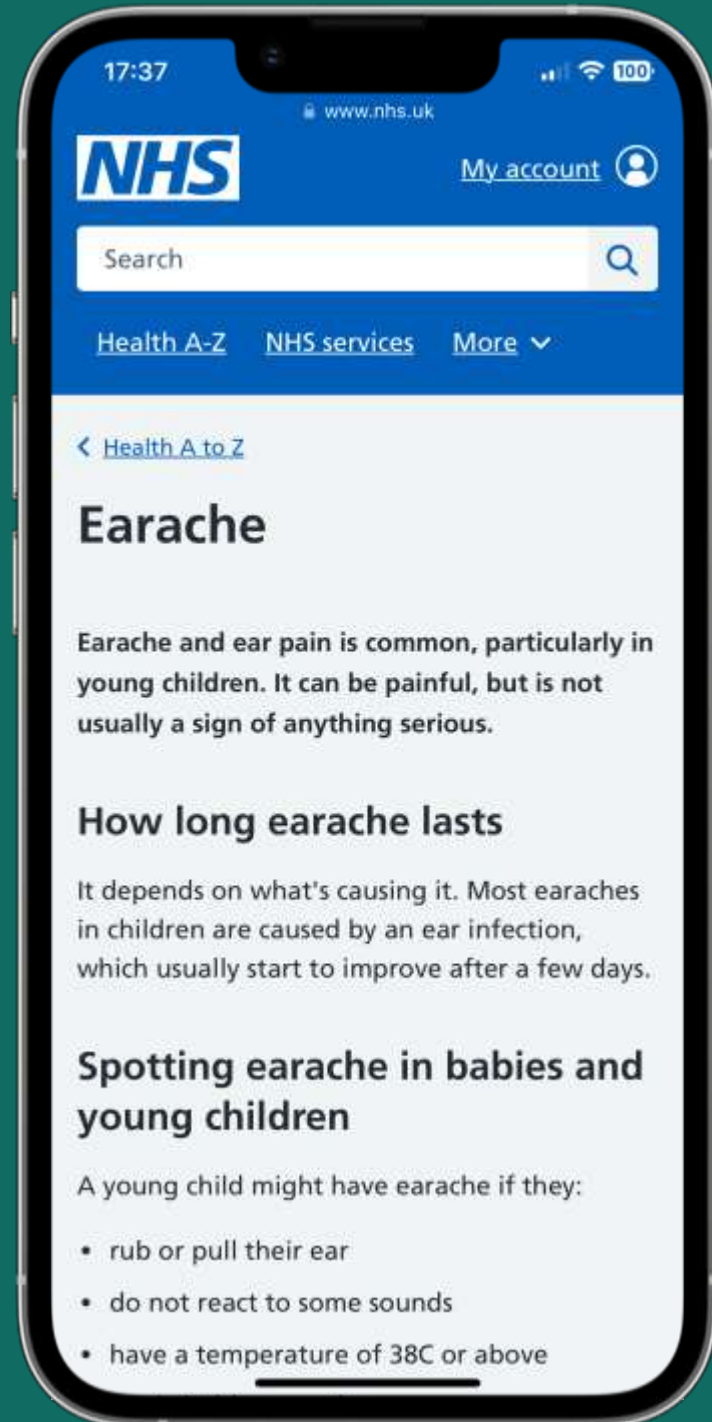 17:37
100
www.nhs.uk
NHS
My account
Search
Health A-Z NHS services More
Health A to Z
Earache
Earache and ear pain is common, particularly in
young children. It can be painful, but is not
usually a sign of anything serious.
How long earache lasts
It depends on what's causing it. Most earaches
in children are caused by an ear infection,
which usually start to improve after a few days.
Spotting earache in babies and
young children
A young child might have earache if they:
• rub or pull their ear
• do not react to some sounds
• have a temperature of 38C or above